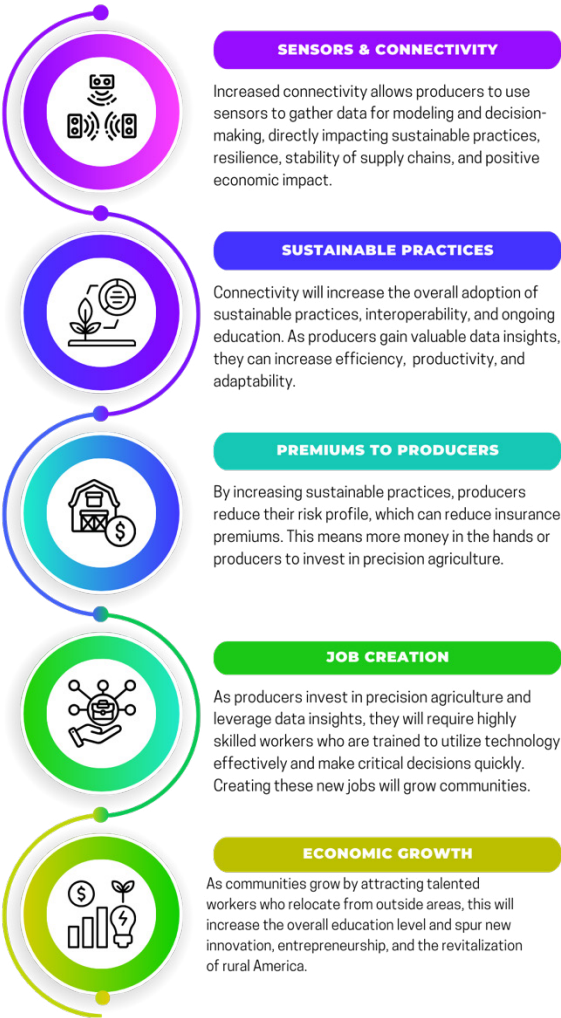 SENSORS & CONNECTIVITY
Increased connectivity allows producers to use
sensors to gather data for modeling and decision-
making, directly impacting sustainable practices,
resilience, stability of supply chains, and positive
economic impact.
SUSTAINABLE PRACTICES
Connectivity will increase the overall adoption of
sustainable practices, interoperability, and ongoing
education. As producers gain valuable data insights,
they can increase efficiency, productivity, and
adaptability.
PREMIUMS TO PRODUCERS
By increasing sustainable practices, producers
reduce their risk profile, which can reduce insurance
premiums. This means more money in the hands or
producers to invest in precision agriculture.
JOB CREATION
As producers invest in precision agriculture and
leverage data insights, they will require highly
skilled workers who are trained to utilize technology
effectively and make critical decisions quickly.
Creating these new jobs will grow communities.
ECONOMIC GROWTH
As communities grow by attracting talented
workers who relocate from outside areas, this will
increase the overall education level and spur new
innovation, entrepreneurship, and the revitalization
of rural America.